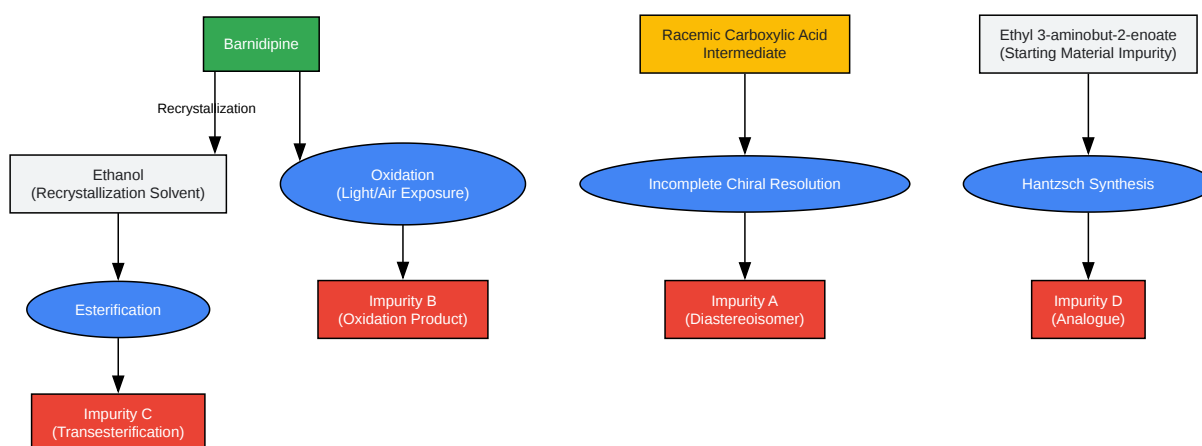 Barnidipine
Racemic Carboxylic Acid
Intermediate
Ethyl 3-aminobut-2-enoate
(Starting Material Impurity)
Recrystallization
Ethanol
(Recrystallization Solvent)
Oxidation
(Light/Air Exposure)
Incomplete Chiral Resolution
Hantzsch Synthesis
Esterification
Impurity B
(Oxidation Product)
Impurity A
(Diastereoisomer)
Impurity D
(Analogue)
Impurity C
(Transesterification)